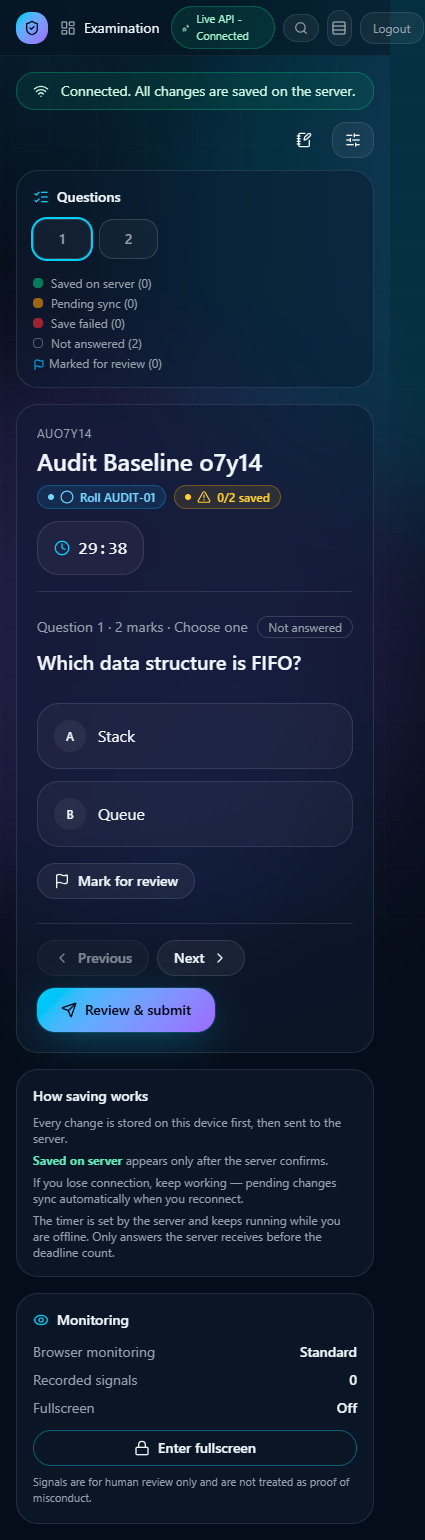 Examination
Live API -
Connected
Logout
Connected. All changes are saved on the server.
Questions
1
2
Saved on server (0)
Pending sync (0)
Save failed (0)
Not answered (2)
Marked for review (0)
AUO7Y14
Audit Baseline o7y14
Roll AUDIT-01
0/2 saved
29:38
Question 1 · 2 marks · Choose one
Not answered
Which data structure is FIFO?
A Stack
B Queue
Mark for review
Previous
Next
Review & submit
How saving works
Every change is stored on this device first, then sent to the
server.
Saved on server appears only after the server confirms.
If you lose connection, keep working — pending changes
sync automatically when you reconnect.
The timer is set by the server and keeps running while you
are offline. Only answers the server receives before the
deadline count.
Monitoring
Browser monitoring Standard
Recorded signals 0
Fullscreen Off
Enter fullscreen
Signals are for human review only and are not treated as proof of
misconduct.